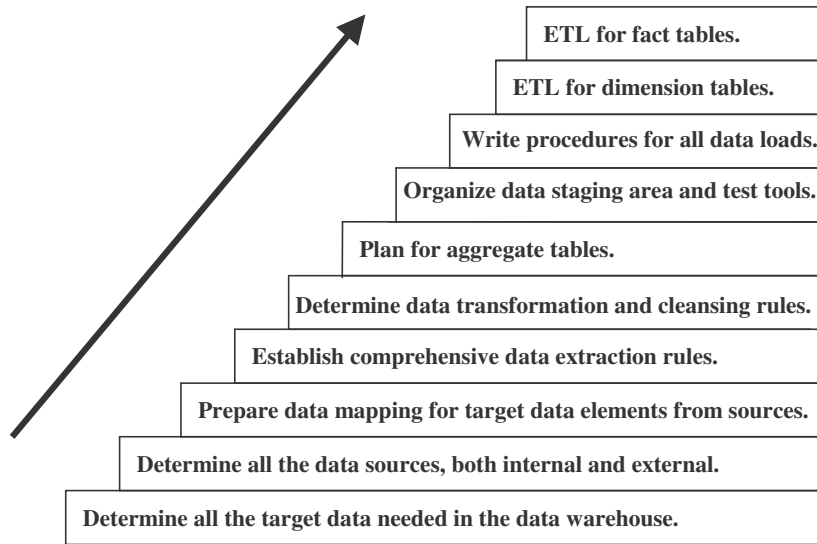 ETL for fact tables.
ETL for dimension tables.
Write procedures for all data loads.
Organize data staging area and test tools.
Plan for aggregate tables.
Determine data transformation and cleansing rules.
Establish comprehensive data extraction rules.
Prepare data mapping for target data elements from sources.
Determine all the data sources, both internal and external.
Determine all the target data needed in the data warehouse.